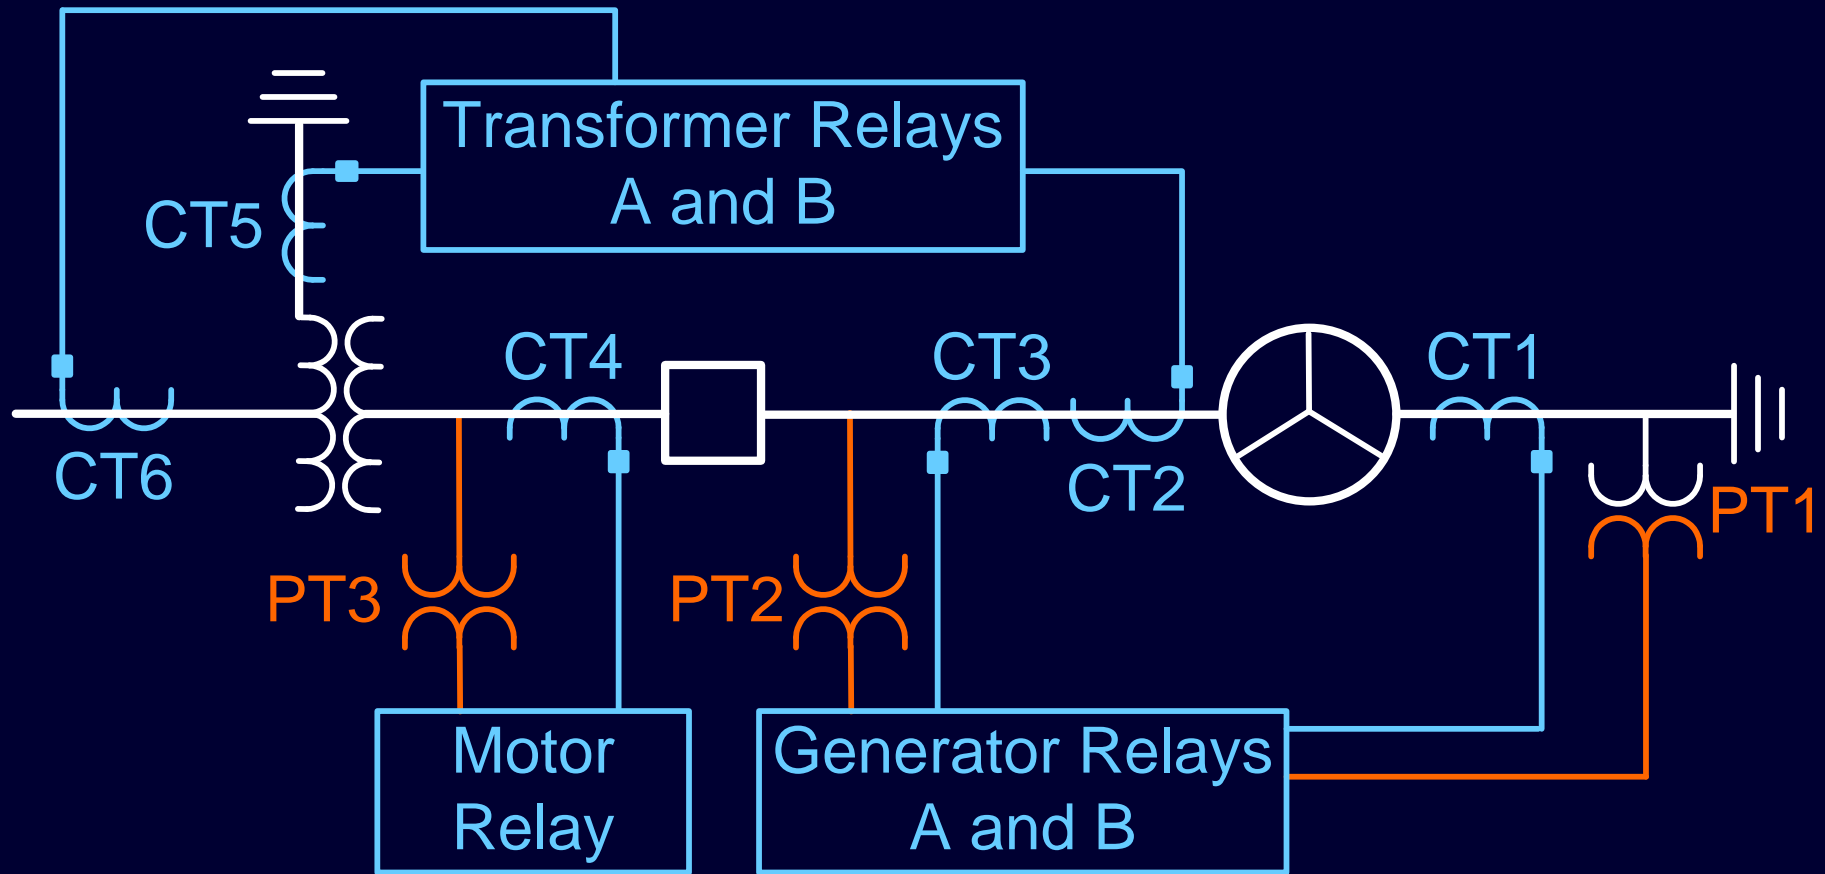 Transformer Relays
A and B
CT5
CT4
CT3
CT1
CT6
CT2
PT1
PT3
PT2
Motor
Relay
Generator Relays
A and B